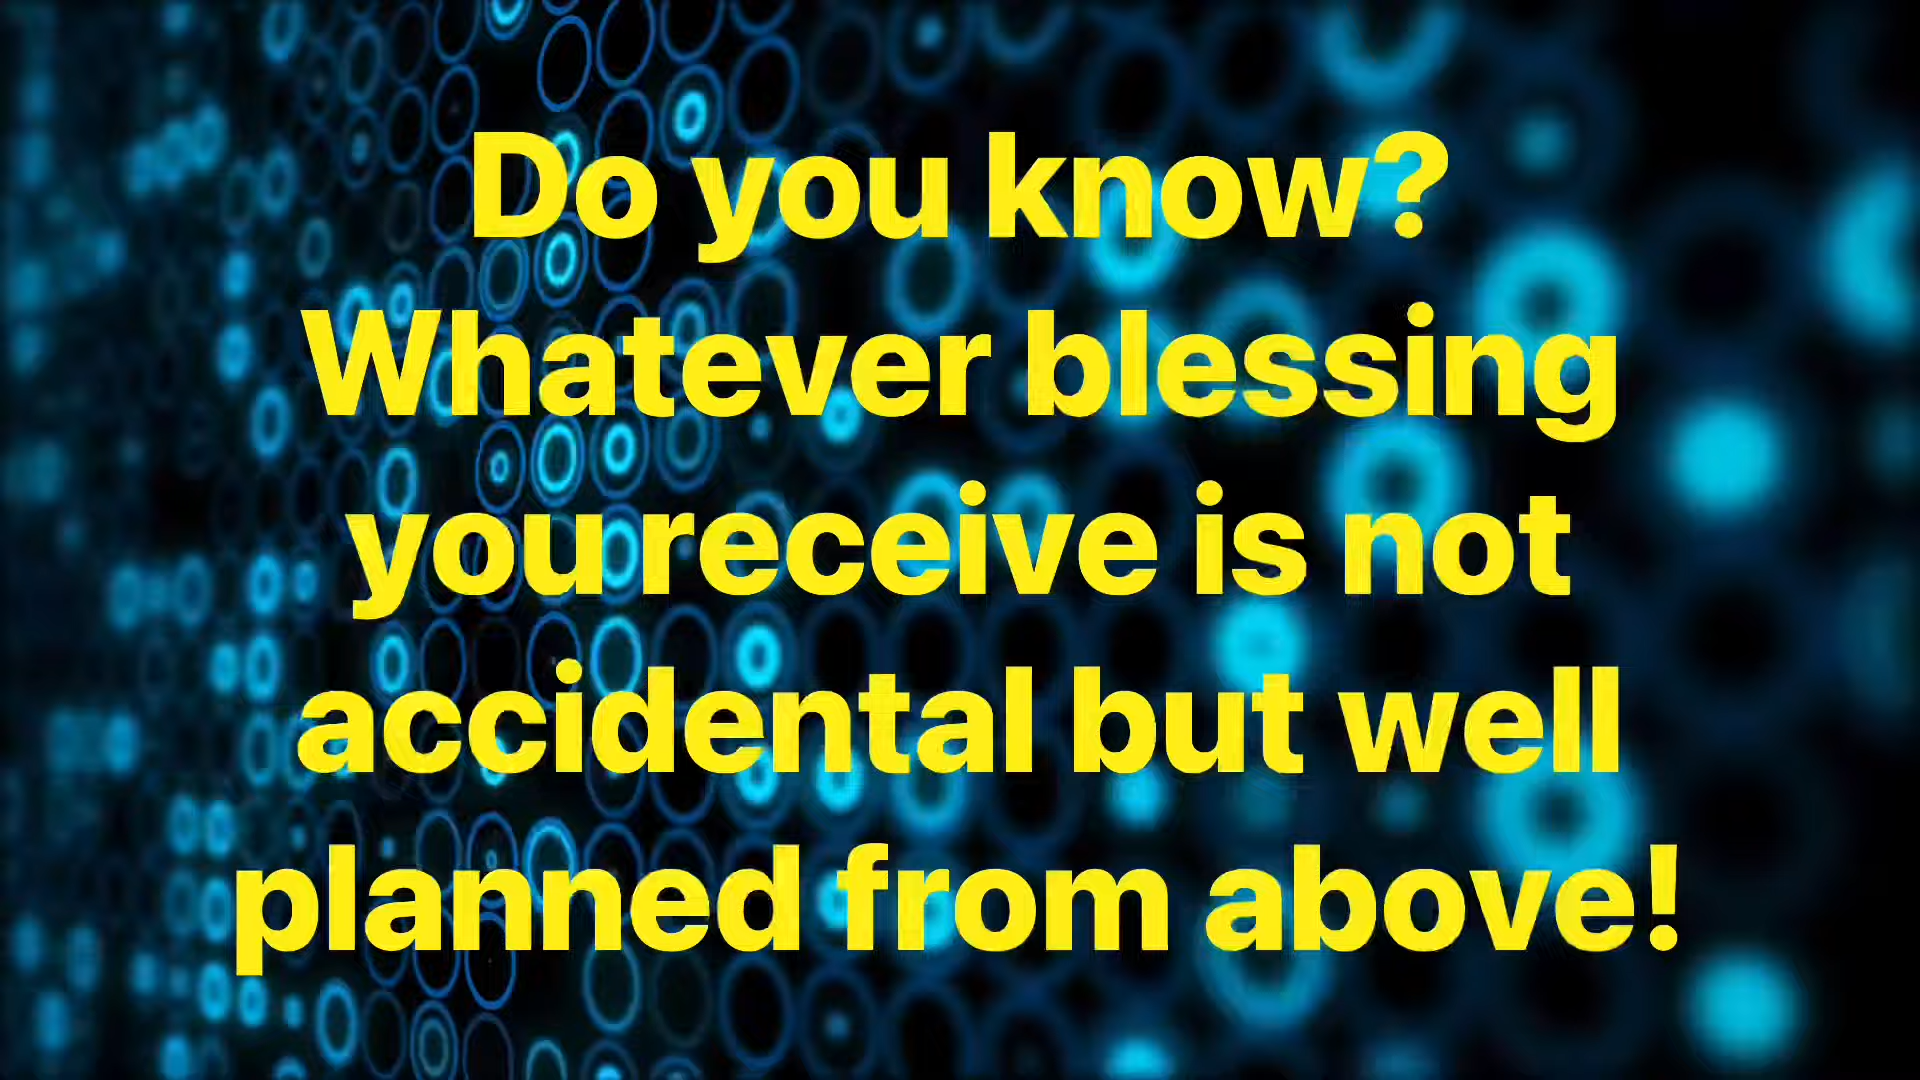 Do you know?
Whatever blessing
you receive is not
accidental but well
planned from above!